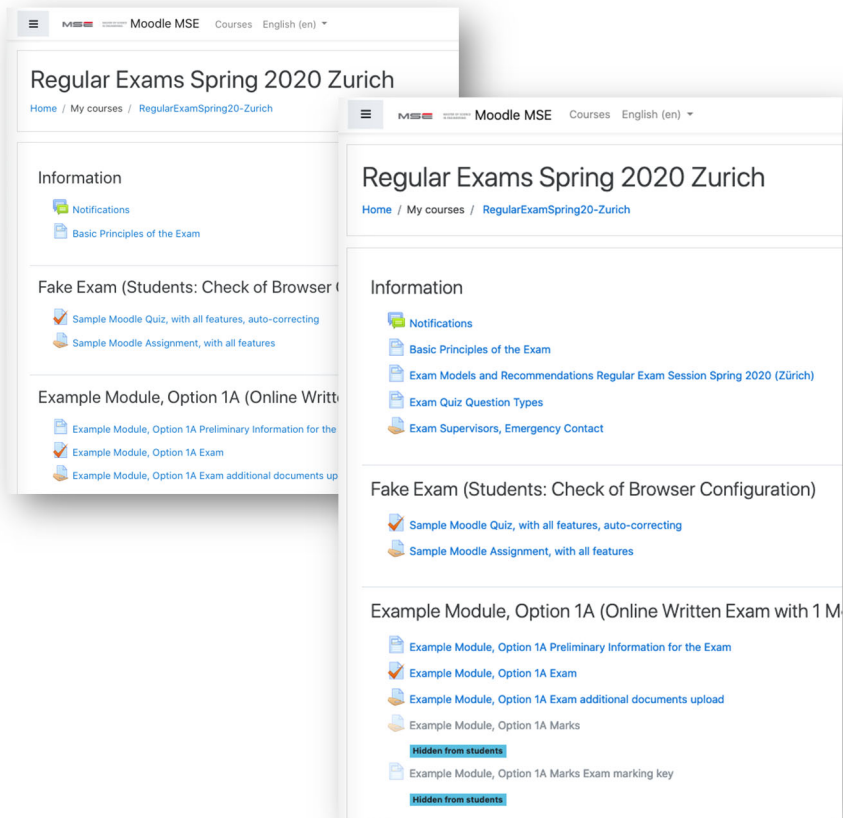 MSE Moodle MSE Courses English (en)
Regular Exams Spring 2020 Zurich
Home / My courses / RegularExamSpring20-Zurich
Information
Notifications
Basic Principles of the Exam
Fake Exam (Students: Check of Browser
Sample Moodle Quiz, with all features, auto-correcting
Sample Moodle Assignment, with all features
Example Module, Option 1A (Online Writt
Example Module, Option 1A Preliminary Information for the
Example Module, Option 1A Exam
Example Module, Option 1A Exam additional documents up
MSE Moodle MSE Courses English (en)
Regular Exams Spring 2020 Zurich
Home / My courses / RegularExamSpring20-Zurich
Information
Notifications
Basic Principles of the Exam
Exam Models and Recommendations Regular Exam Session Spring 2020 (Zürich)
Exam Quiz Question Types
Exam Supervisors, Emergency Contact
Fake Exam (Students: Check of Browser Configuration)
Sample Moodle Quiz, with all features, auto-correcting
Sample Moodle Assignment, with all features
Example Module, Option 1A (Online Written Exam with 1 M
Example Module, Option 1A Preliminary Information for the Exam
Example Module, Option 1A Exam
Example Module, Option 1A Exam additional documents upload
Example Module, Option 1A Marks
Hidden from students
Example Module, Option 1A Marks Exam marking key
Hidden from students